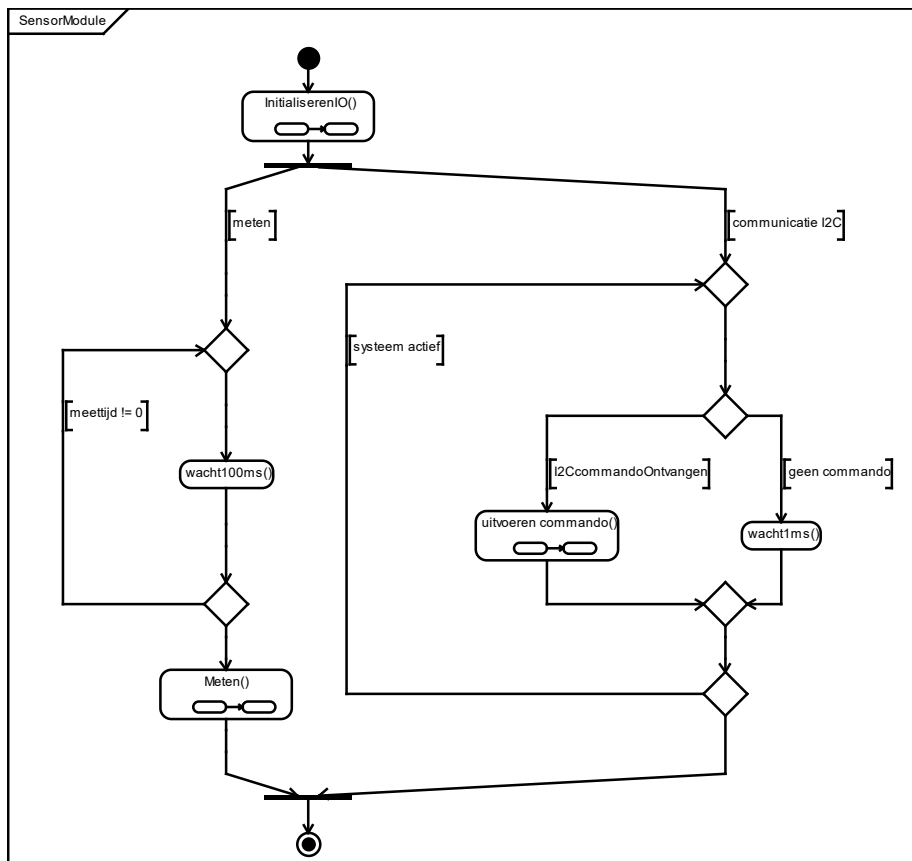 SensorModule
InitialiserenIO()
meten
communicatie I2C
systeem actief
meettijd != 0
wacht100ms()
I2CcommandoOntvangen
geen commando
uitvoeren commando()
wacht1ms()
Meten()